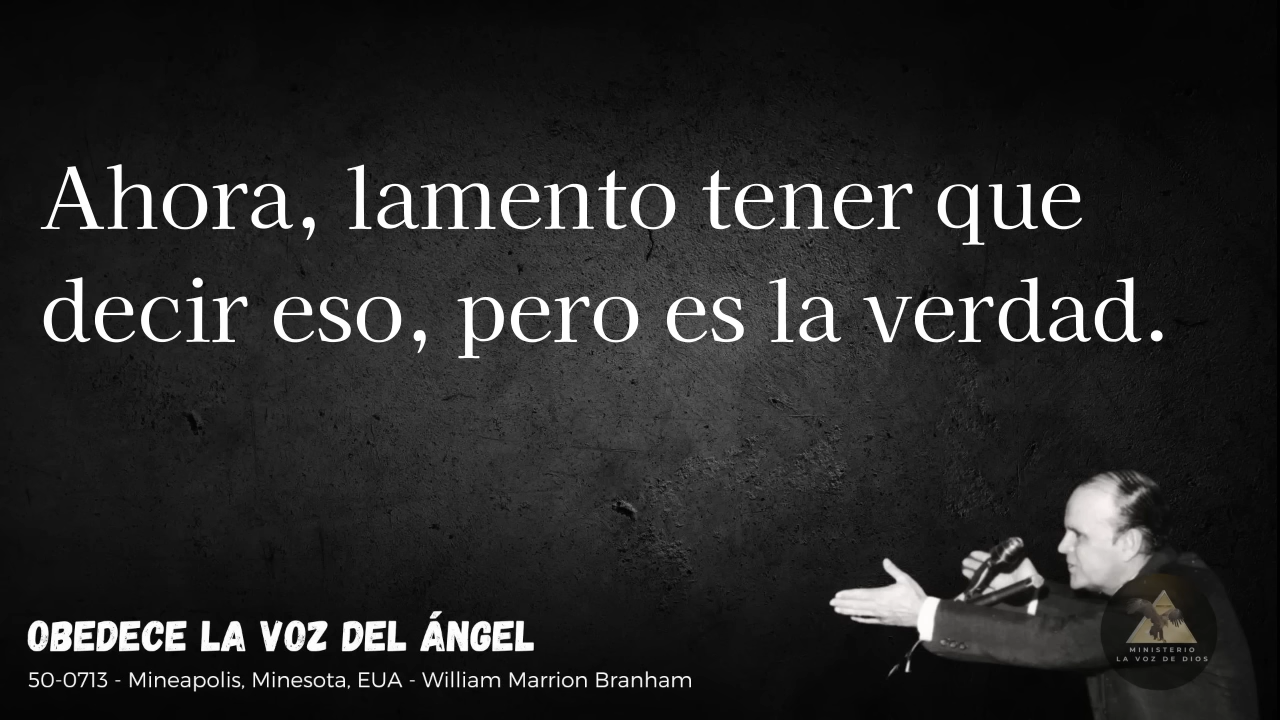 Ahora, lamento tener que
decir eso, pero es la verdad.
OBEDECE LA VOZ DEL ÁNGEL
50-0713 - Mineapolis, Minesota, EUA - William Marrion Branham
MINISTERIO
LA VOZ DE DIOS